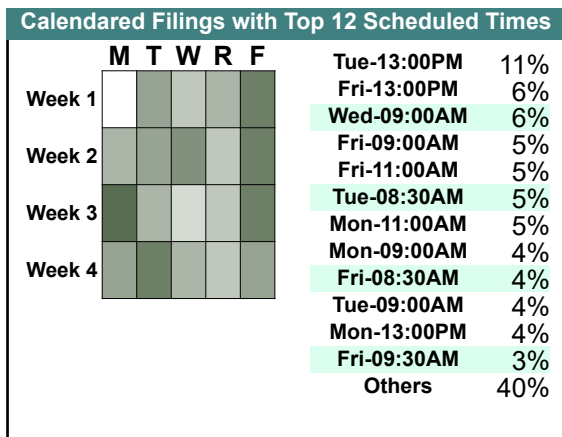 Calendared Filings with Top 12 Scheduled Times
M T W R F
Week 1
Week 2
Week 3
Week 4
Tue-13:00PM 11%
Fri-13:00PM 6%
Wed-09:00AM 6%
Fri-09:00AM 5%
Fri-11:00AM 5%
Tue-08:30AM 5%
Mon-11:00AM 5%
Mon-09:00AM 4%
Fri-08:30AM 4%
Tue-09:00AM 4%
Mon-13:00PM 4%
Fri-09:30AM 3%
Others 40%